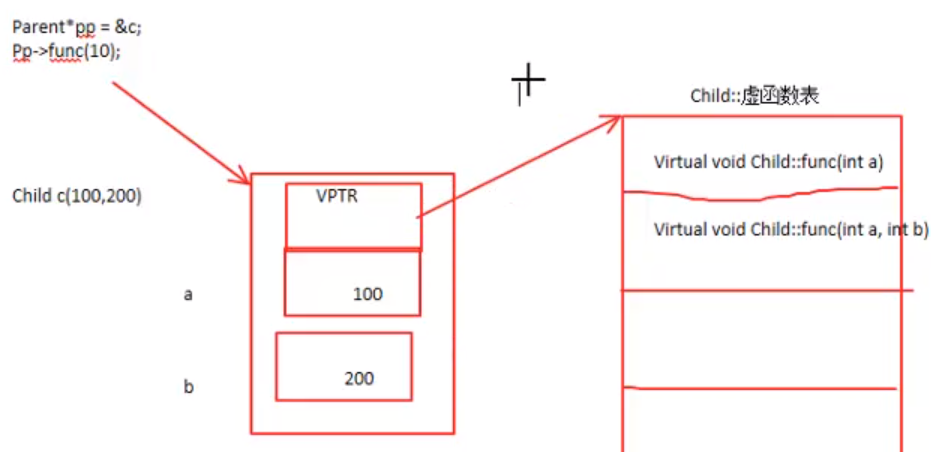 Parent*pp = &c;
Pp->func(10);
Child::虚函数表
Virtual void Child::func(int a)
Child c(100,200)
VPTR
Virtual void Child::func(int a, int b)
a
100
b
200